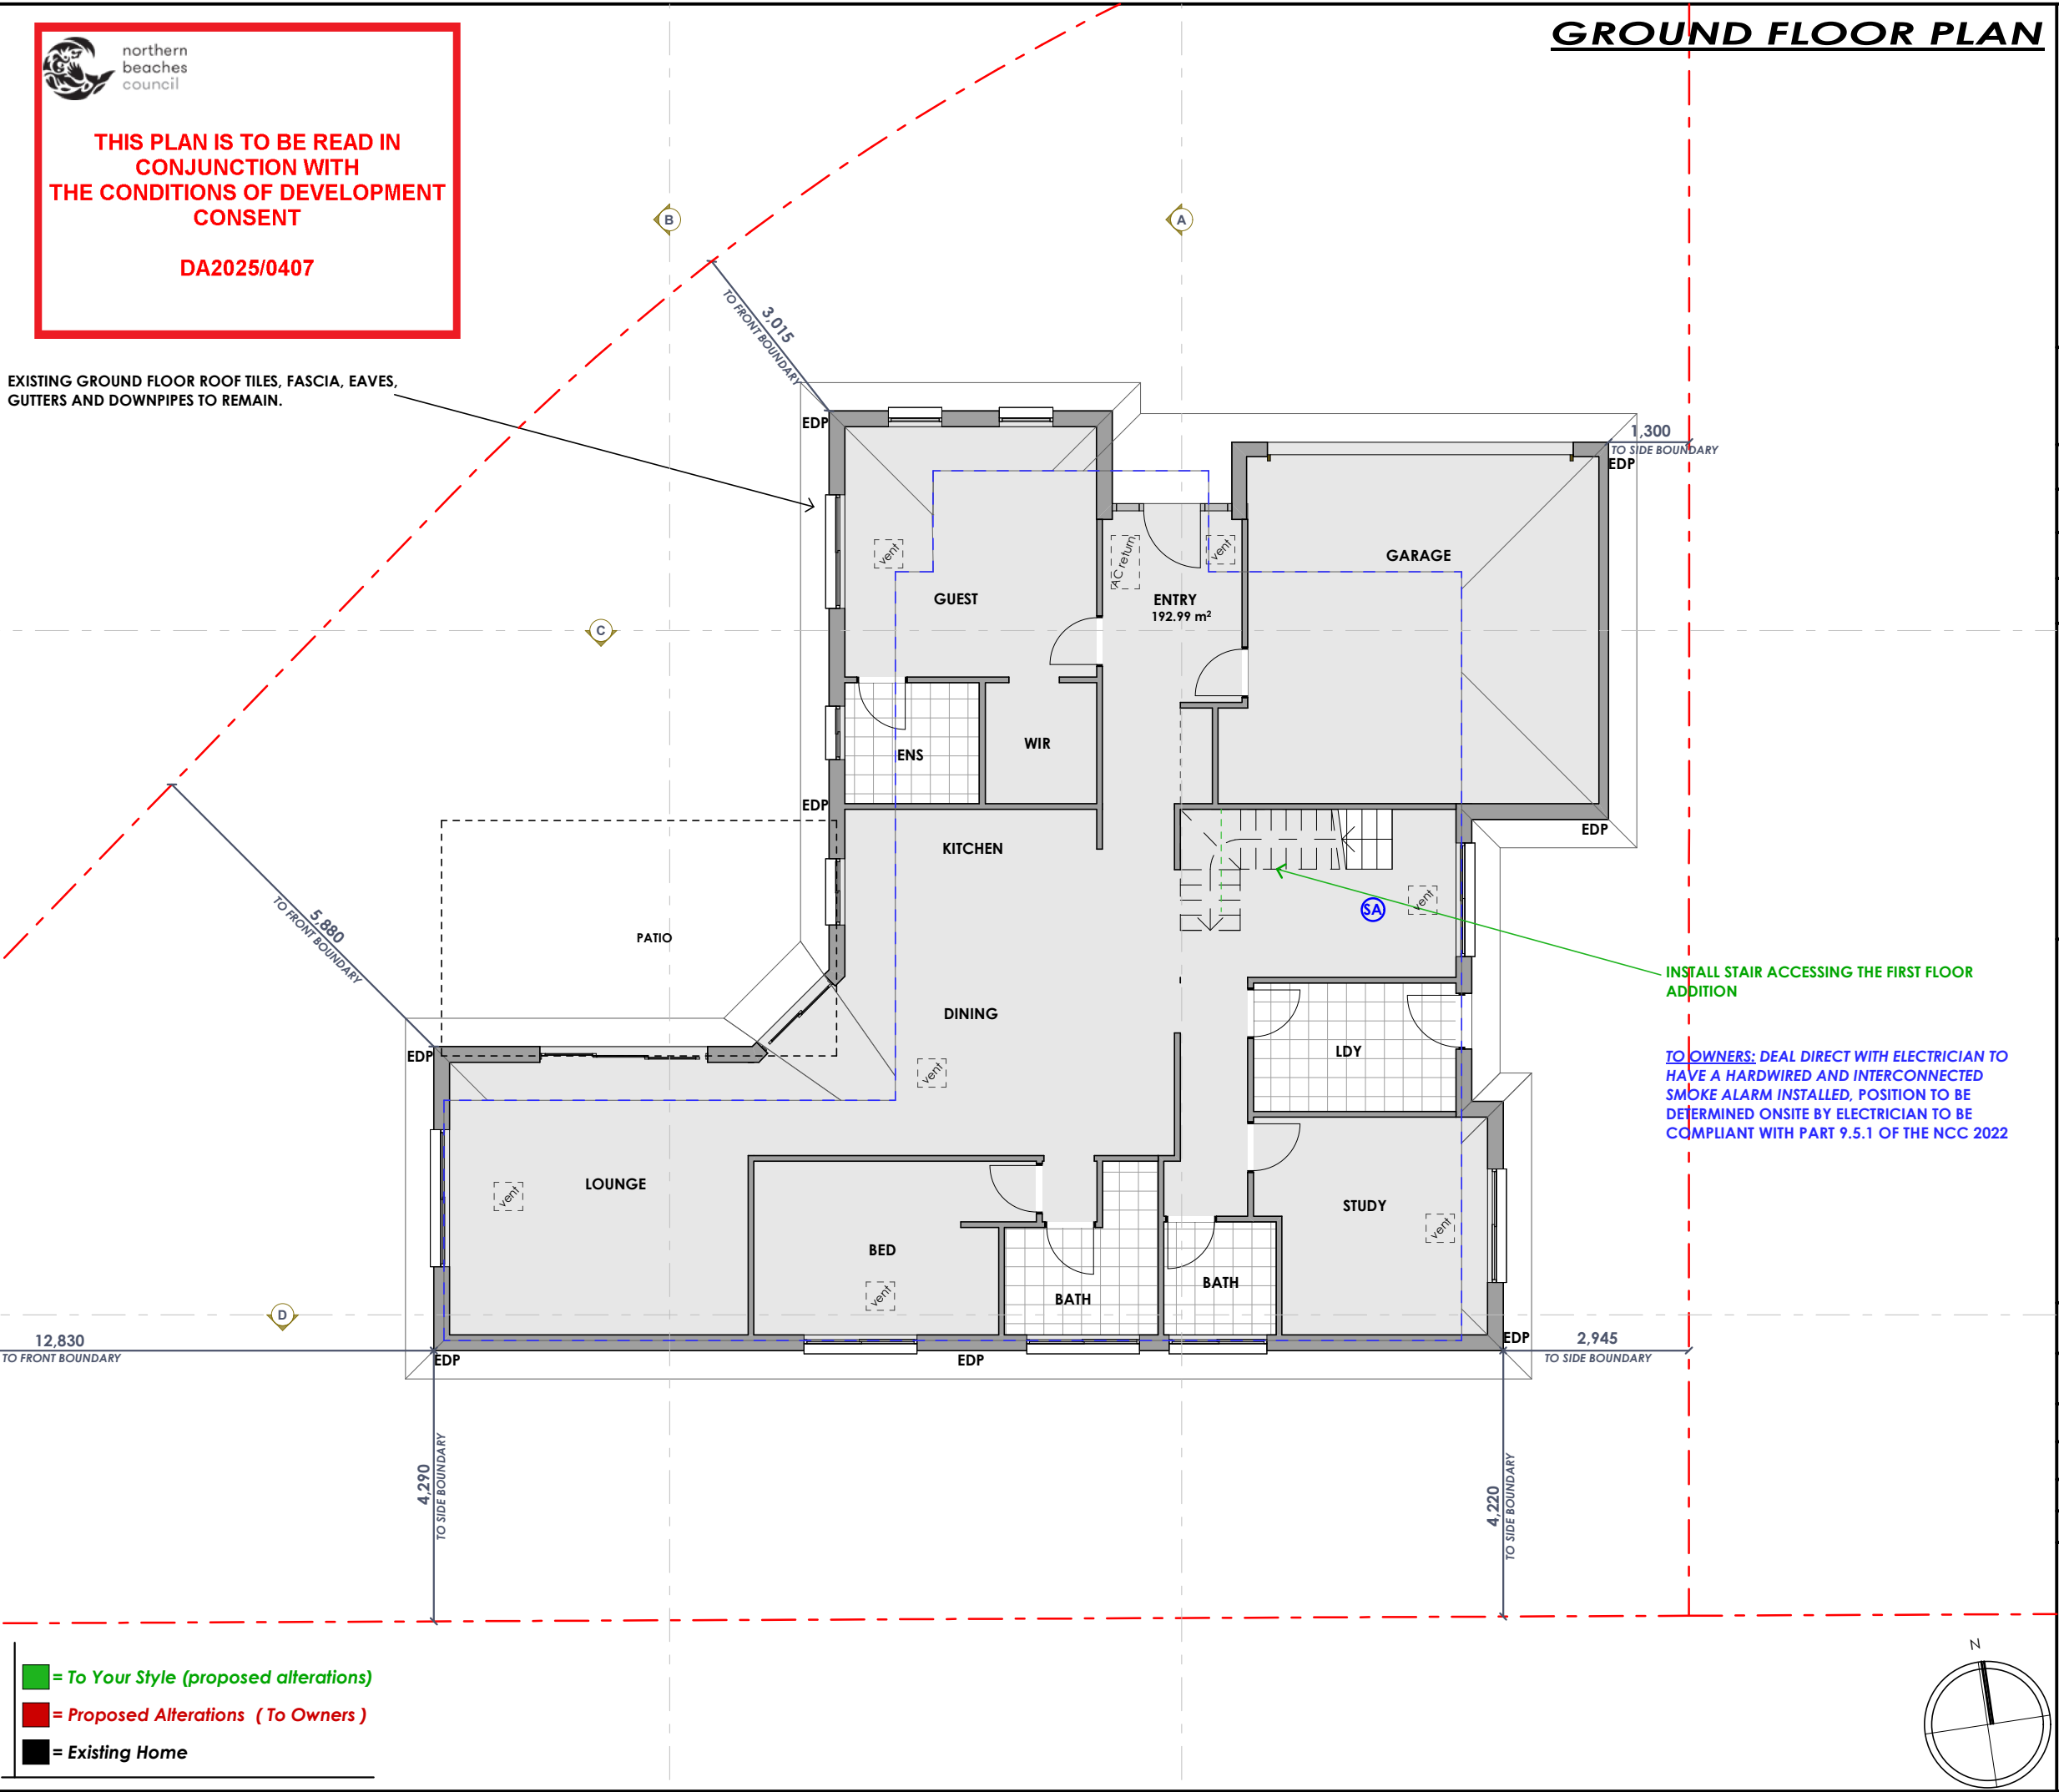 GROUND FLOOR PLAN
northern
beaches
council
THIS PLAN IS TO BE READ IN
CONJUNCTION WITH
THE CONDITIONS OF DEVELOPMENT
CONSENT
DA2025/0407
B
A
3,015
TO FRONT BOUNDARY
EXISTING GROUND FLOOR ROOF TILES, FASCIA, EAVES,
GUTTERS AND DOWNPIPES TO REMAIN.
EDP
1,300
TO SIDE BOUNDARY
EDP
vent
AC return
vent
GARAGE
GUEST
ENTRY
192.99 m²
C
WIR
ENS
EDP
EDP
KITCHEN
vent
SA
5,880
TO FRONT BOUNDARY
PATIO
INSTALL STAIR ACCESSING THE FIRST FLOOR
ADDITION
DINING
EDP
LDY
vent
TO OWNERS: DEAL DIRECT WITH ELECTRICIAN TO
HAVE A HARDWIRED AND INTERCONNECTED
SMOKE ALARM INSTALLED, POSITION TO BE
DETERMINED ONSITE BY ELECTRICIAN TO BE
COMPLIANT WITH PART 9.5.1 OF THE NCC 2022
LOUNGE
vent
STUDY
vent
BED
vent
BATH
BATH
D
12,830
TO FRONT BOUNDARY
EDP
EDP
EDP
2,945
TO SIDE BOUNDARY
4,290
TO SIDE BOUNDARY
4,220
TO SIDE BOUNDARY
N
= To Your Style (proposed alterations)
= Proposed Alterations ( To Owners )
= Existing Home